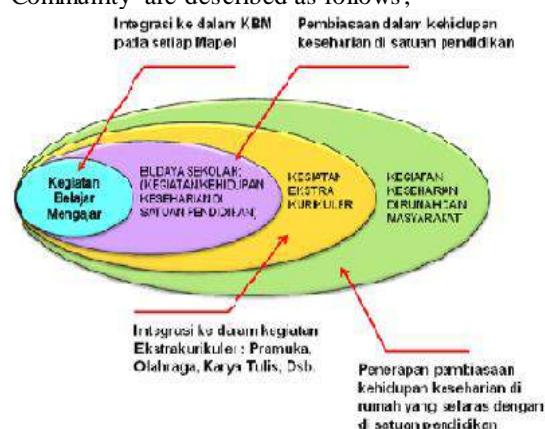 Community are described as follows;
Integrasi ke dalam KBM
pada setiap Mapel
Pembiasaan dalam kehidupan
keseharian di satuan pendidikan
Kegiatan
Belajar
Mengajar
BUDAYA SEKOLAH:
(KEGIATAN/KEHIDUPAN
KESEHARIAN DI
SATUAN PENDIDIKAN)
KEGIATAN
EKSTRA
KURIKULER
KEGIATAN
KESEHARIAN
DIRUMAH DAN
MASYARAKAT
Integrasi ke dalam kegiatan
Ekstrakurikuler : Pramuka,
Olahraga, Karya Tulis, Dsb.
Penerapan pembiasaan
kehidupan keseharian di
rumah yang selaras dengan
di satuan pendidikan